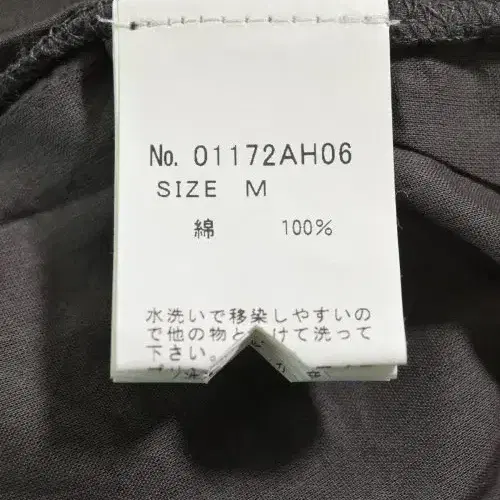 No. 01172AH06
SIZE M
綿 100%
水洗いで移染しやすいの
で他の物と けて洗って
下さい。